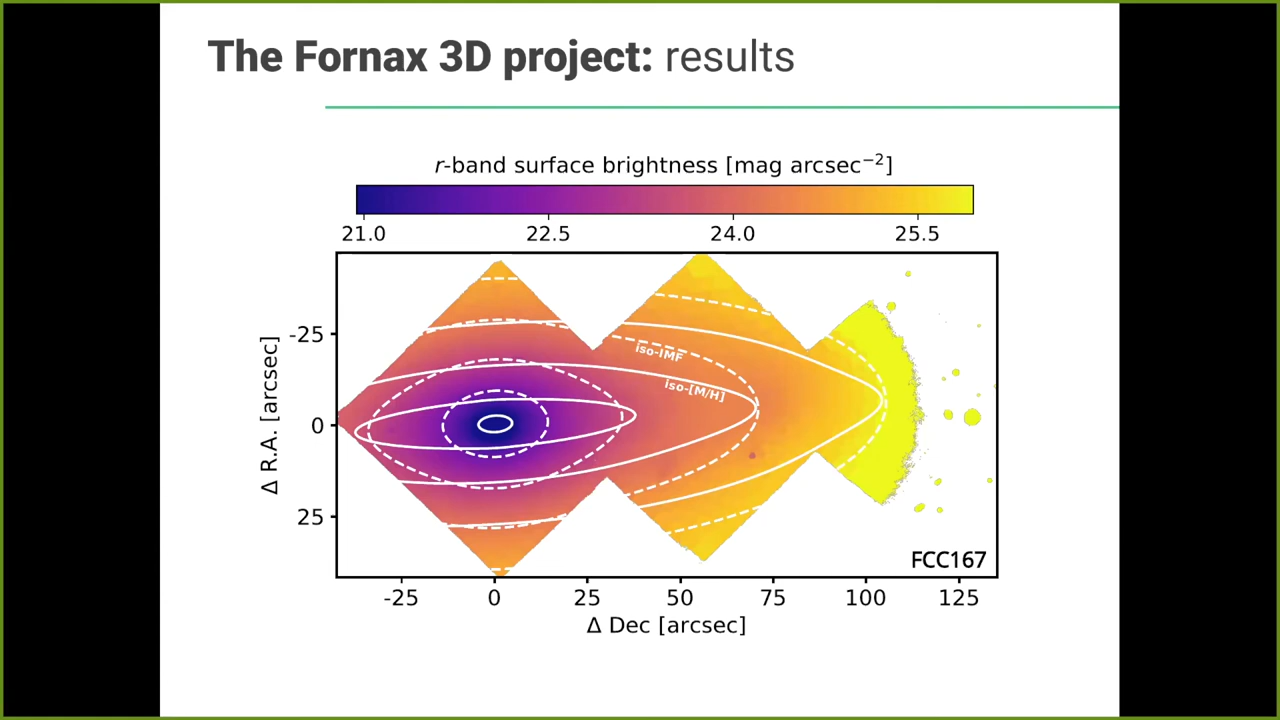 The Fornax 3D project: results
r-band surface brightness [mag arcsec⁻²]
21.0 22.5 24.0 25.5
-25
0
25
Δ R.A. [arcsec]
iso-IMF
iso-[M/H]
FCC167
-25 0 25 50 75 100 125
Δ Dec [arcsec]